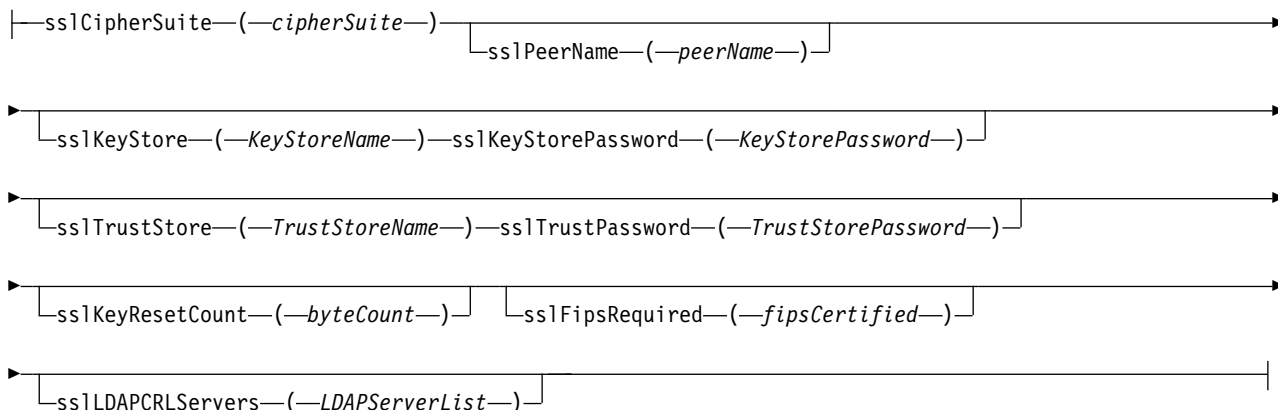 sslCipherSuite ( cipherSuite )
sslPeerName ( peerName )
sslKeyStore ( KeyStoreName ) sslKeyStorePassword ( KeyStorePassword )
sslTrustStore ( TrustStoreName ) sslTrustPassword ( TrustStorePassword )
sslKeyResetCount ( byteCount ) sslFipsRequired ( fipsCertified )
sslLDAPCRLServers ( LDAPServerList )